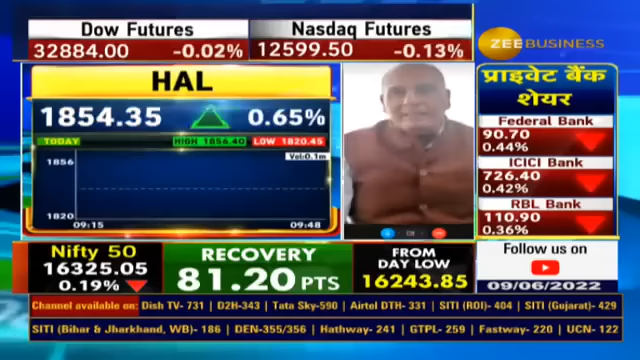 Dow Futures
32884.00 -0.02%
Nasdaq Futures
12599.50 -0.13%
ZEE BUSINESS
HAL
1854.35 0.65%
TODAY HIGH 1856.40 LOW 1820.45
Vol:0.1m
1856
1820
09:15 09:48
प्राइवेट बैंक
शेयर
Federal Bank
90.70
0.44%
ICICI Bank
726.40
0.42%
RBL Bank
110.90
0.36%
Nifty 50
16325.05
0.19%
RECOVERY
81.20 PTS
FROM
DAY LOW
16243.85
Follow us on
09/06/2022
Channel available on: Dish TV- 731 | D2H-343 | Tata Sky-590 | Airtel DTH- 331 | SITI (ROI)- 404 | SITI (Gujarat)- 429
SITI (Bihar & Jharkhand, WB)- 186 | DEN-355/356 | Hathway- 241 | GTPL- 259 | Fastway- 220 | UCN- 122